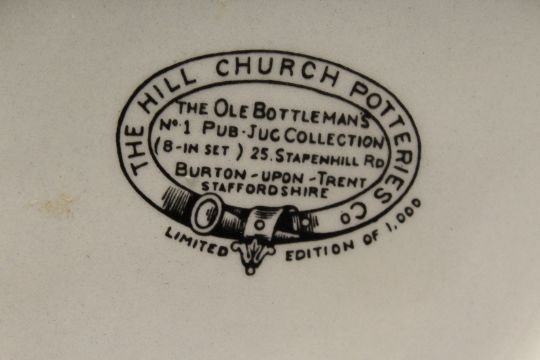 THE HILL CHURCH POTTERIES CO
THE OLE BOTTLEMAN'S
No. 1 PUB-JUG COLLECTION
(8-IN SET) 25. STAPENHILL RD
BURTON-UPON-TRENT
STAFFORDSHIRE
LIMITED EDITION OF 1,000